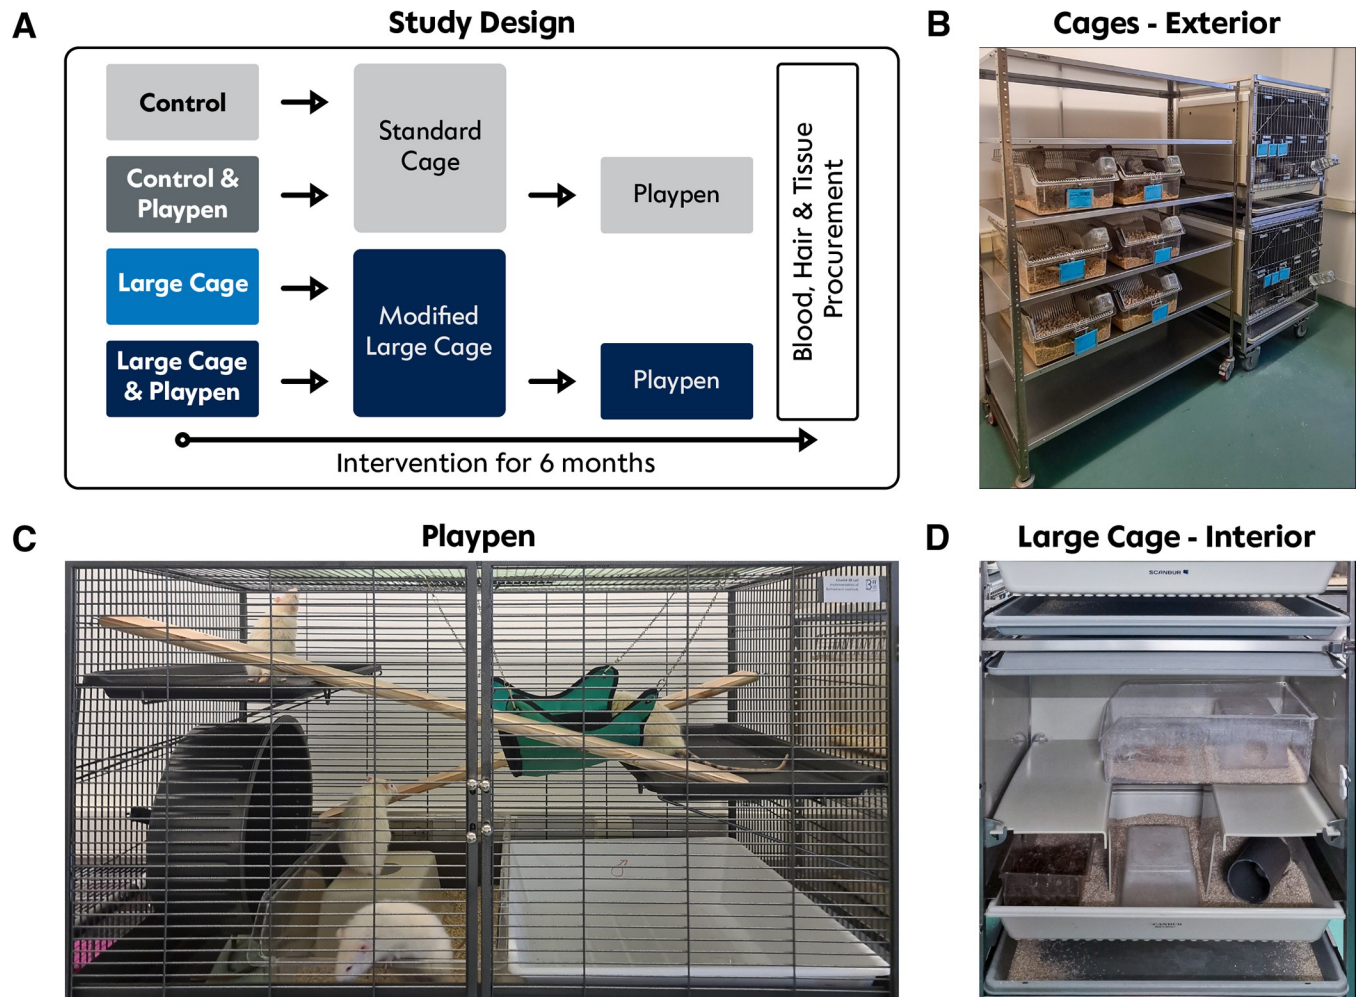 A
Study Design
Control
Control &
Playpen
Large Cage
Large Cage
& Playpen
Standard
Cage
Modified
Large Cage
Playpen
Playpen
Blood, Hair & Tissue
Procurement
Intervention for 6 months
B
Cages - Exterior
C
Playpen
♂
D
Large Cage - Interior
SCANBUR
SCANBUR